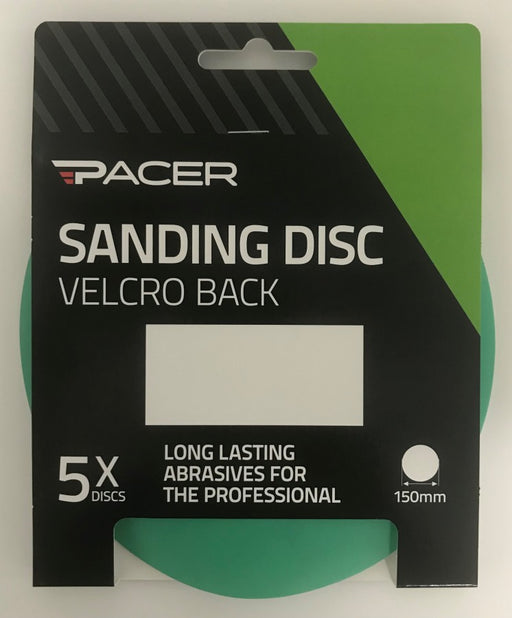 PACER
SANDING DISC
VELCRO BACK
5X
DISCS
LONG LASTING
ABRASIVES FOR
THE PROFESSIONAL
150mm